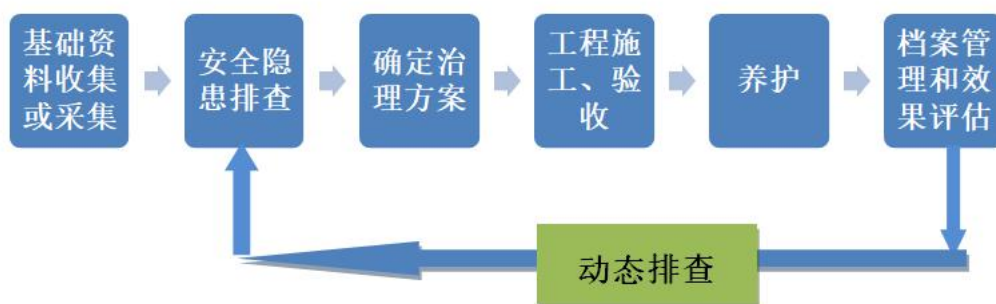 基础资
料收集
或采集
安全隐
患排查
确定治
理方案
工程施
工、验
收
养护
档案管
理和效
果评估
动态排查